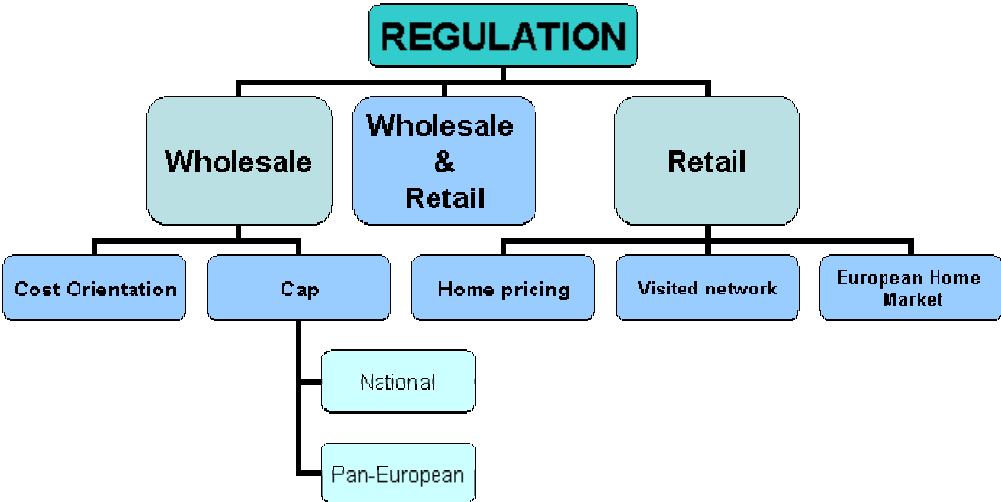 REGULATION
Wholesale
Wholesale
&
Retail
Retail
Cost Orientation
Cap
Home pricing
Visited network
European Home
Market
National
Pan-European